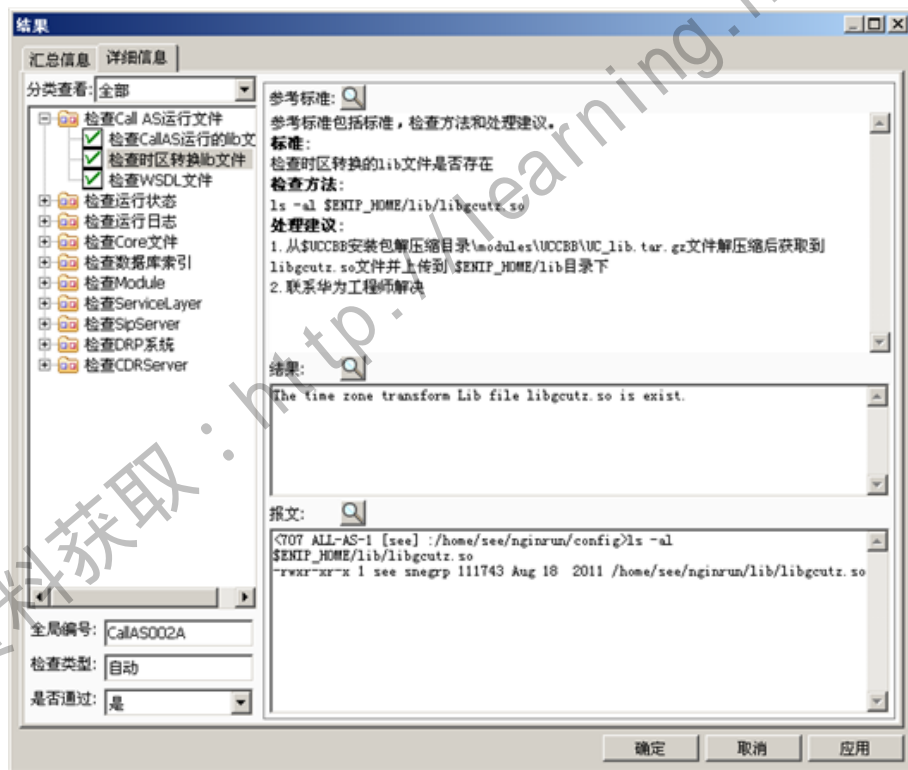 结果
汇总信息 详细信息
分类查看: 全部
检查Call AS运行文件
检查CallAS运行的lib文
检查时区转换lib文件
检查WSDL文件
检查运行状态
检查运行日志
检查Core文件
检查数据库索引
检查Module
检查ServiceLayer
检查SipServer
检查DRP系统
检查CDRServer
全局编号: CallAS002A
检查类型: 自动
是否通过: 是
参考标准:
参考标准包括标准，检查方法和处理建议。
标准:
检查时区转换的lib文件是否存在
检查方法:
ls -al $ENIP_HOME/lib/libgcutz.so
处理建议:
1.从$UCCBB安装包解压缩目录\modules\UCCBB\UC_lib.tar.gz文件解压缩后获取到
libgcutz.so文件并上传到 $ENIP_HOME/lib目录下
2.联系华为工程师解决
结果:
The time zone transform Lib file libgcutz.so is exist.
报文:
<707 ALL-AS-1 [see] :/home/see/nginrun/config>ls -al
$ENIP_HOME/lib/libgcutz.so
-rwxr-xr-x 1 see snegrp 111743 Aug 18 2011 /home/see/nginrun/lib/libgcutz.so
确定 取消 应用
料获取：http://learning.